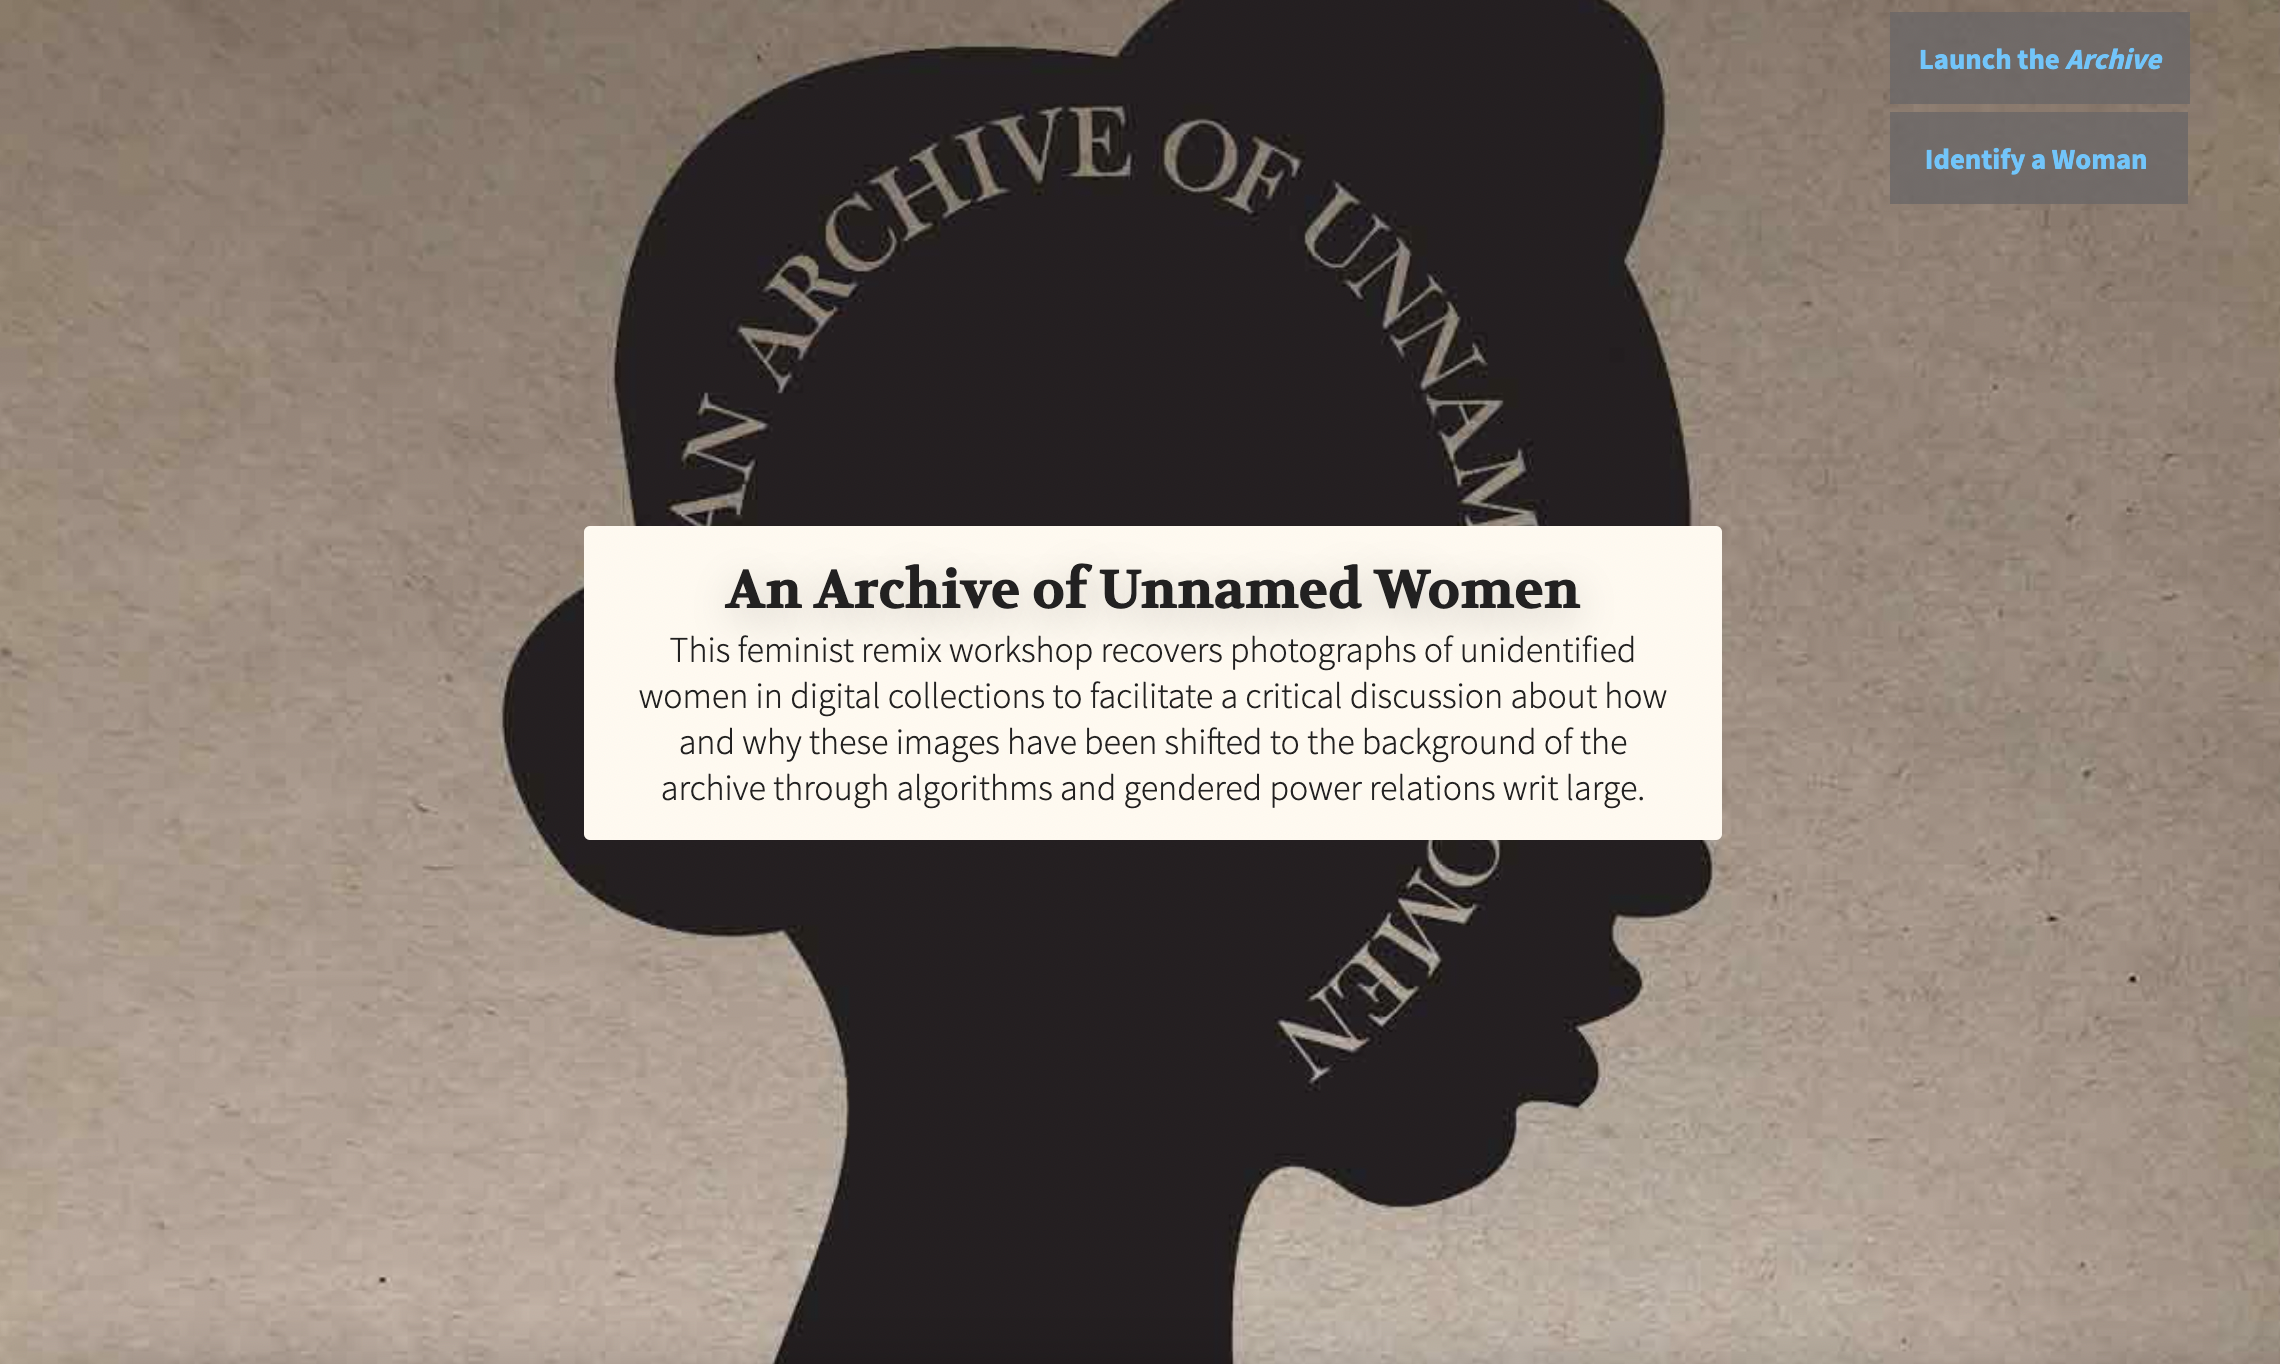 Launch the Archive
Identify a Woman
AN ARCHIVE OF UNNAM
OMEN
An Archive of Unnamed Women
This feminist remix workshop recovers photographs of unidentified
women in digital collections to facilitate a critical discussion about how
and why these images have been shifted to the background of the
archive through algorithms and gendered power relations writ large.